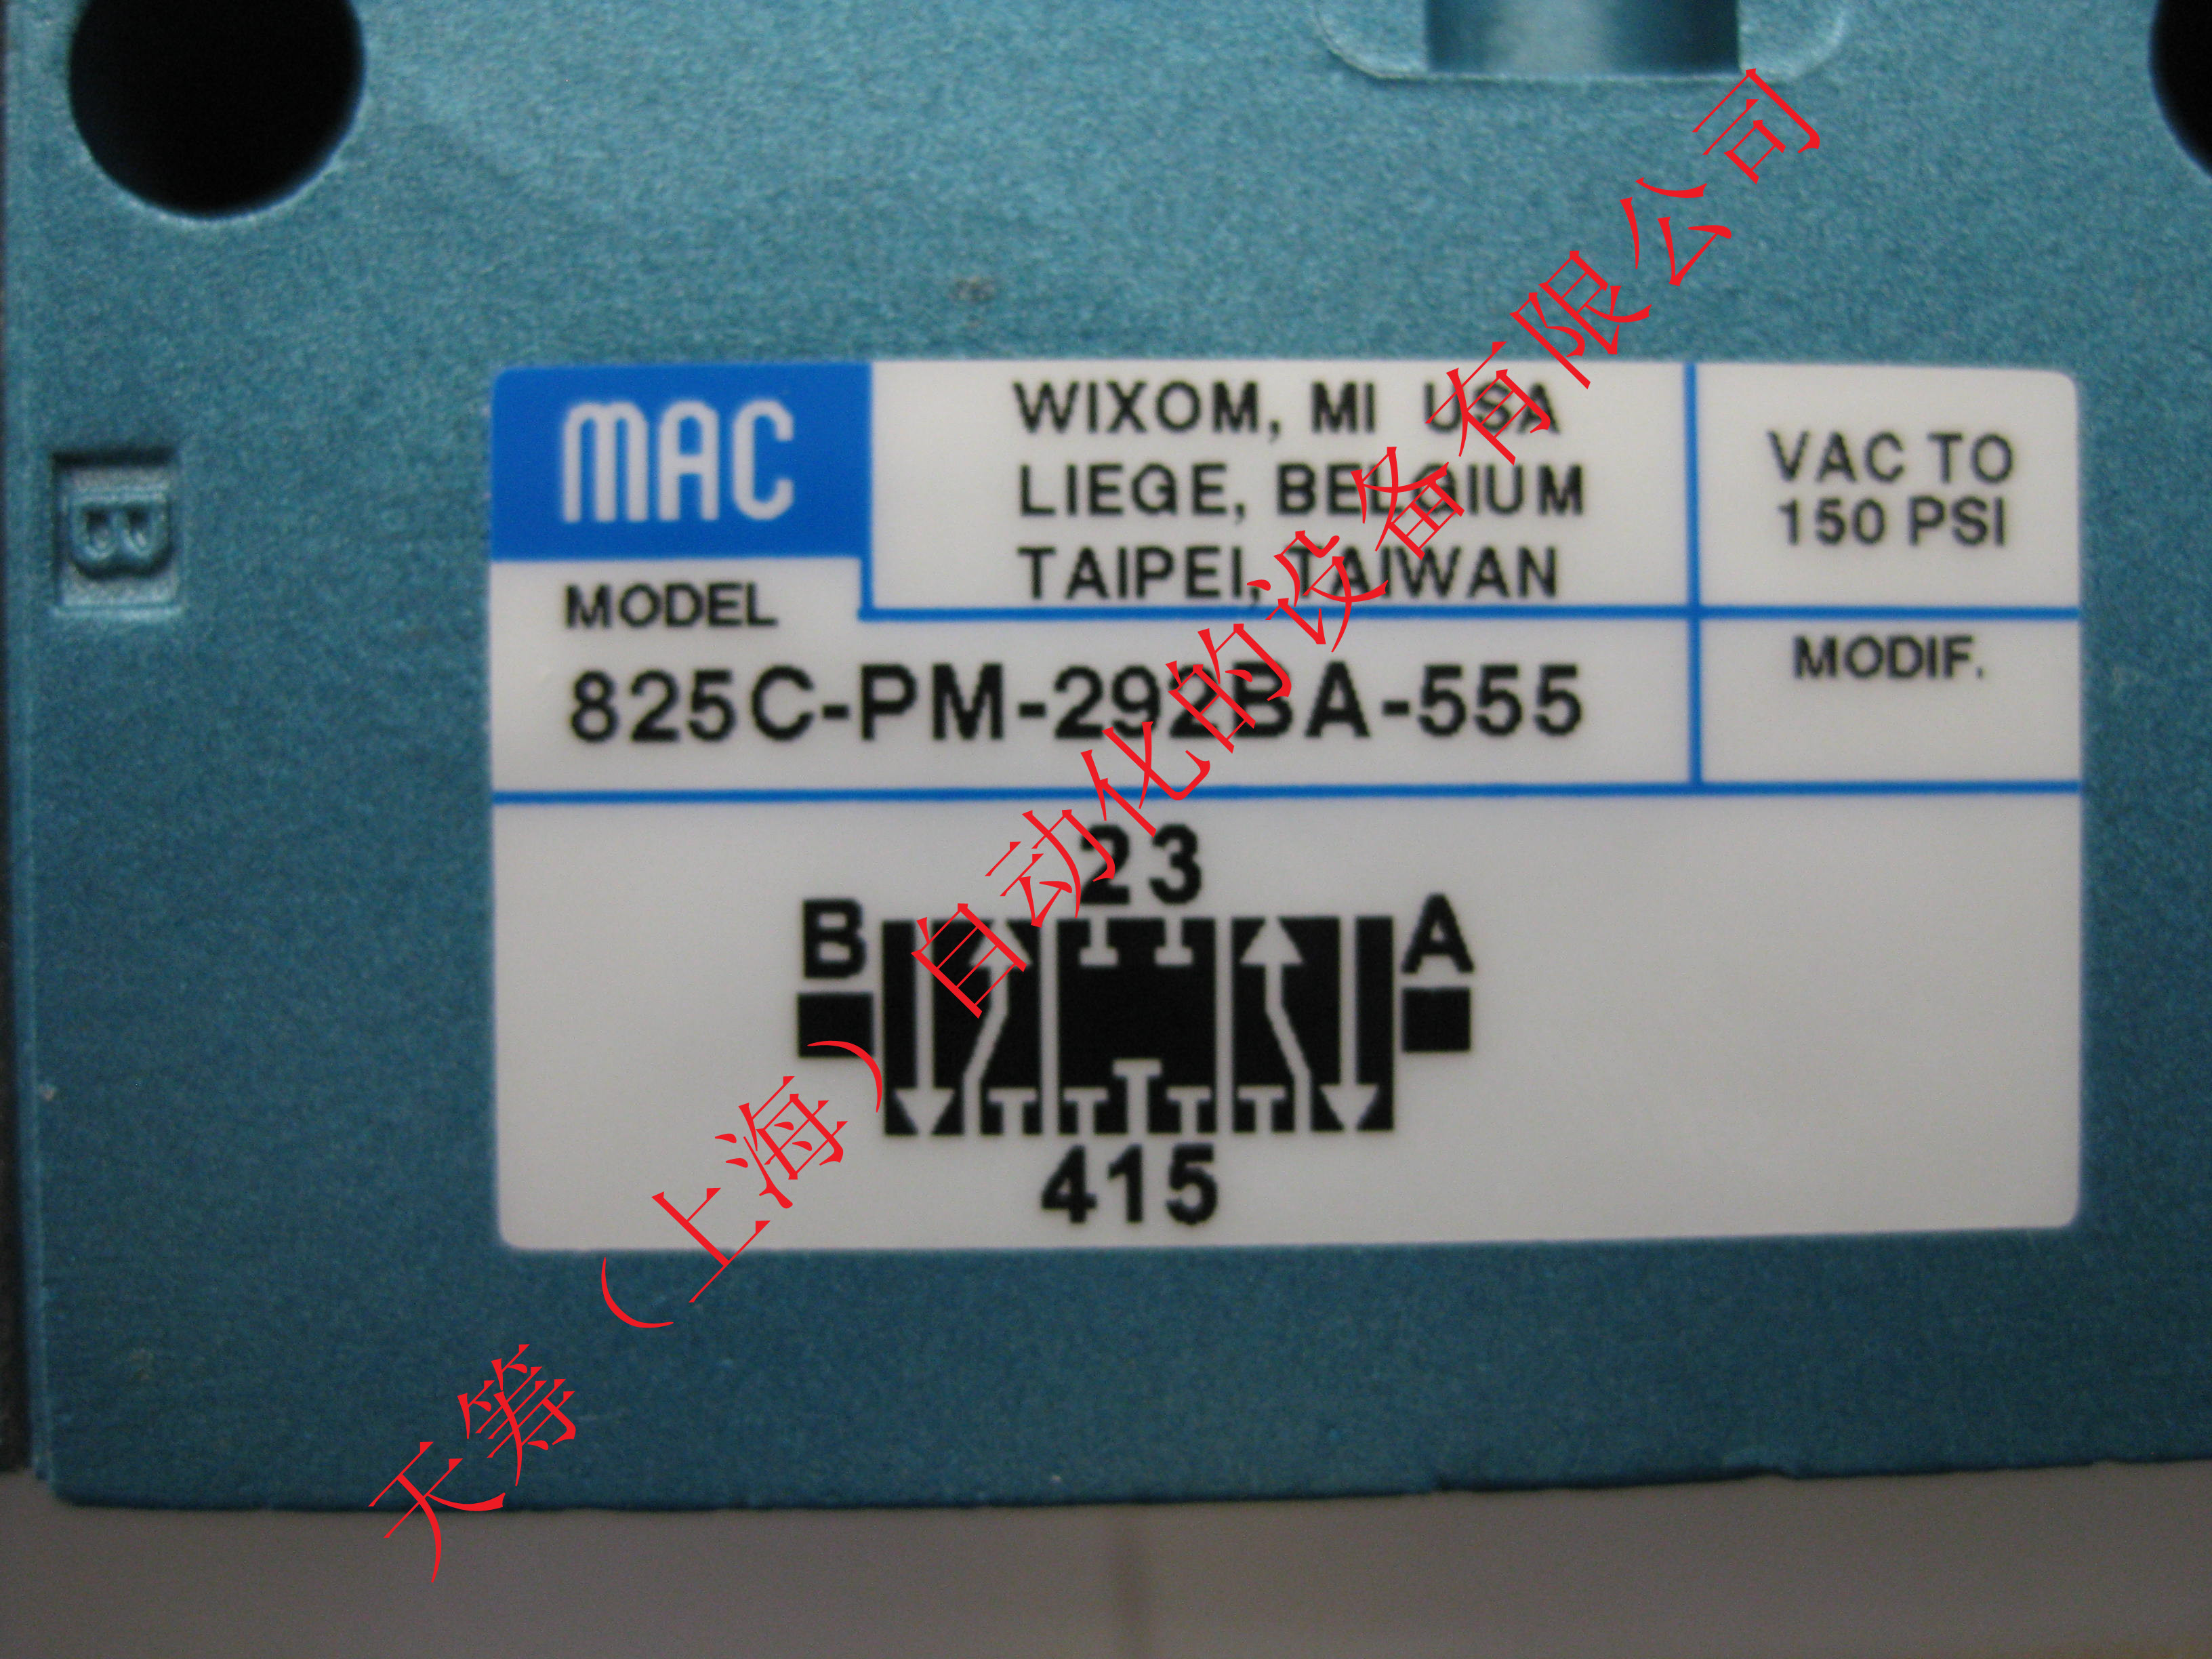 B
MAC
WIXOM, MI USA
LIEGE, BELGIUM
TAIPEI, TAIWAN
VAC TO
150 PSI
MODEL
825C-PM-292BA-555
MODIF.
23
B
A
415
天筹（上海）自动化的设备有限公司